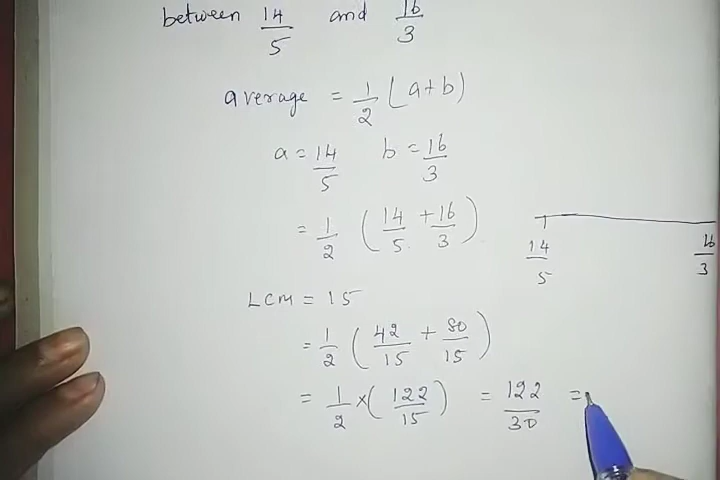 between 14/5 and 16/3
average = 1/2 (a+b)
a = 14/5 b = 16/3
= 1/2 (14/5 + 16/3)
14/5 16/3
LCM = 15
= 1/2 (42/15 + 80/15)
= 1/2 × (122/15) = 122/30 =